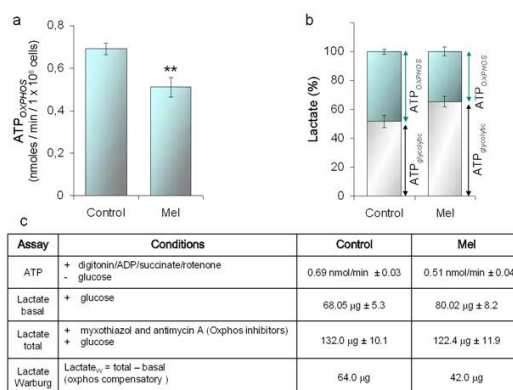 a
ATP OXPHOS
(nmoles / min / 1 x 10⁶ cells)
0,8
0,6
0,4
0,2
0
**
Control
Mel
b
Lactate (%)
120
100
80
60
40
20
0
ATP OXPHOS
ATP glycolytic
ATP OXPHOS
ATP glycolytic
Control
Mel
c
Assay Conditions Control Mel
ATP + digitonin/ADP/succinate/rotenone
- glucose 0.69 nmol/min ± 0.03 0.51 nmol/min ± 0.04
Lactate basal + glucose 68.05 µg ± 5.3 80.02 µg ± 8.2
Lactate total + myxothiazol and antimycin A (Oxphos inhibitors)
+ glucose 132.0 µg ± 10.1 122.4 µg ± 11.9
Lactate Warburg Lactate W = total – basal
(oxphos compensatory ) 64.0 µg 42.0 µg